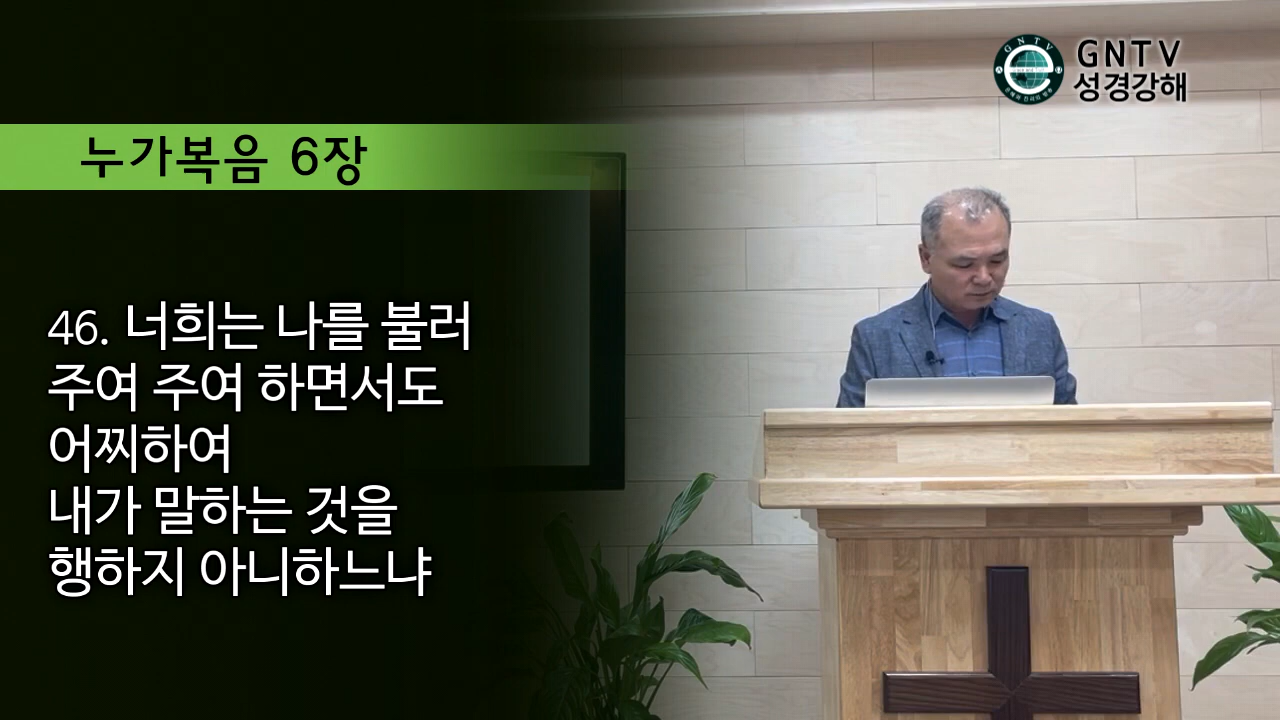 GNTV
성경강해
누가복음 6장
46. 너희는 나를 불러
주여 주여 하면서도
어찌하여
내가 말하는 것을
행하지 아니하느냐